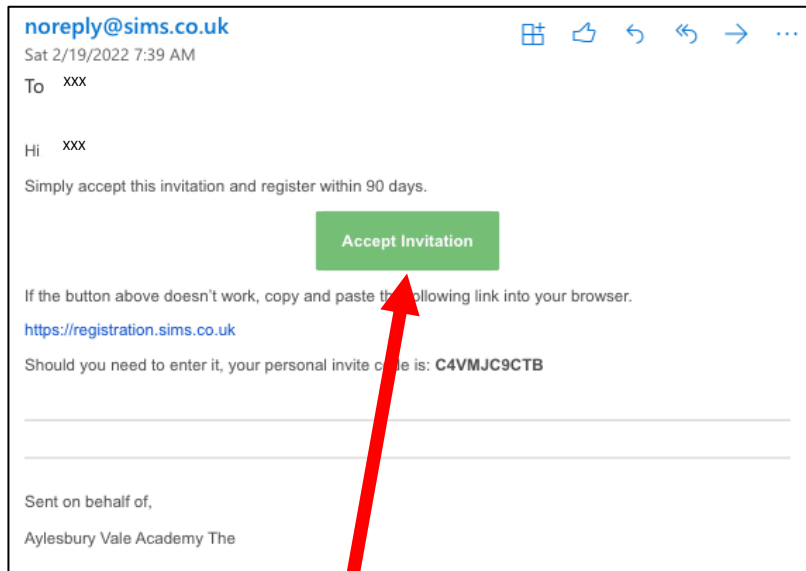 noreply@sims.co.uk
Sat 2/19/2022 7:39 AM
To xxx
Hi xxx
Simply accept this invitation and register within 90 days.
Accept Invitation
If the button above doesn't work, copy and paste the following link into your browser.
https://registration.sims.co.uk
Should you need to enter it, your personal invite code is: C4VMJC9CTB
Sent on behalf of,
Aylesbury Vale Academy The